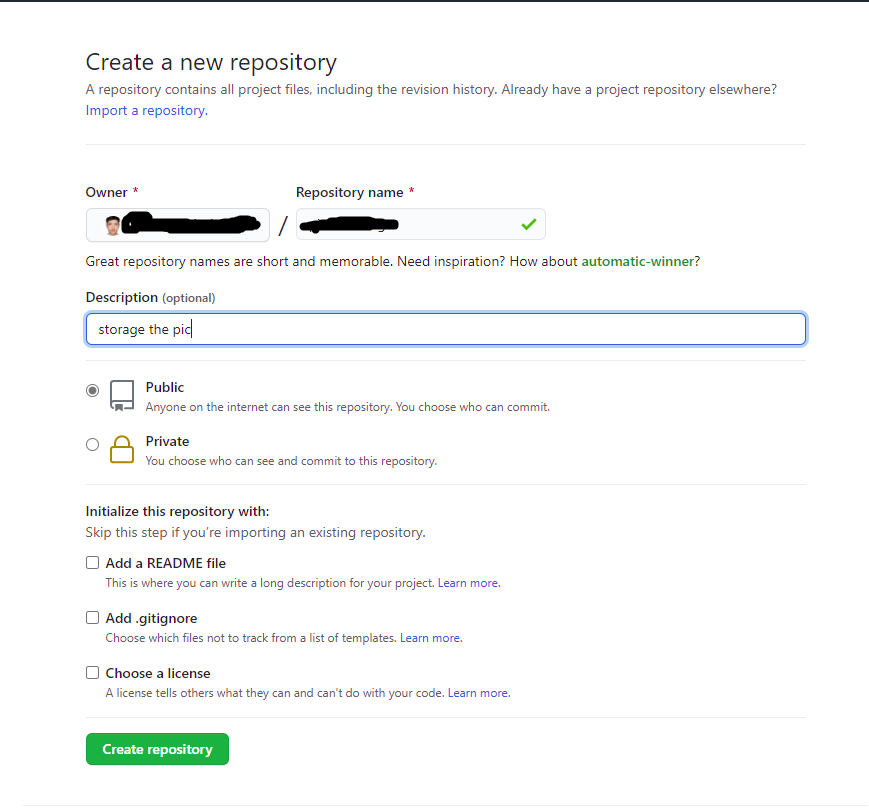 Create a new repository
A repository contains all project files, including the revision history. Already have a project repository elsewhere?
Import a repository.
Owner *
Repository name *
/
Great repository names are short and memorable. Need inspiration? How about automatic-winner?
Description (optional)
storage the pic
Public
Anyone on the internet can see this repository. You choose who can commit.
Private
You choose who can see and commit to this repository.
Initialize this repository with:
Skip this step if you're importing an existing repository.
Add a README file
This is where you can write a long description for your project. Learn more.
Add .gitignore
Choose which files not to track from a list of templates. Learn more.
Choose a license
A license tells others what they can and can't do with your code. Learn more.
Create repository